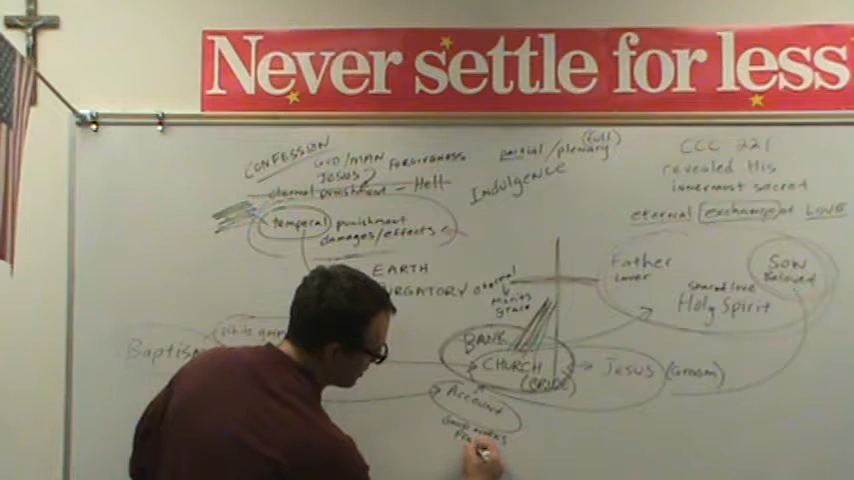 Never settle for less
CONFESSION
GOD/MAN
JESUS
FORGIVENESS
eternal punishment - Hell
temporal punishment
damages/effects
EARTH
PURGATORY
partial/plenary
(full)
Indulgence
eternal
Merits
grace
CCC 221
revealed His
innermost secret
eternal exchange of LOVE
Father
Lover
Son
Beloved
shared love
Holy Spirit
Baptism
BANK
CHURCH
(BRIDE)
JESUS (Groom)
Account
Good works